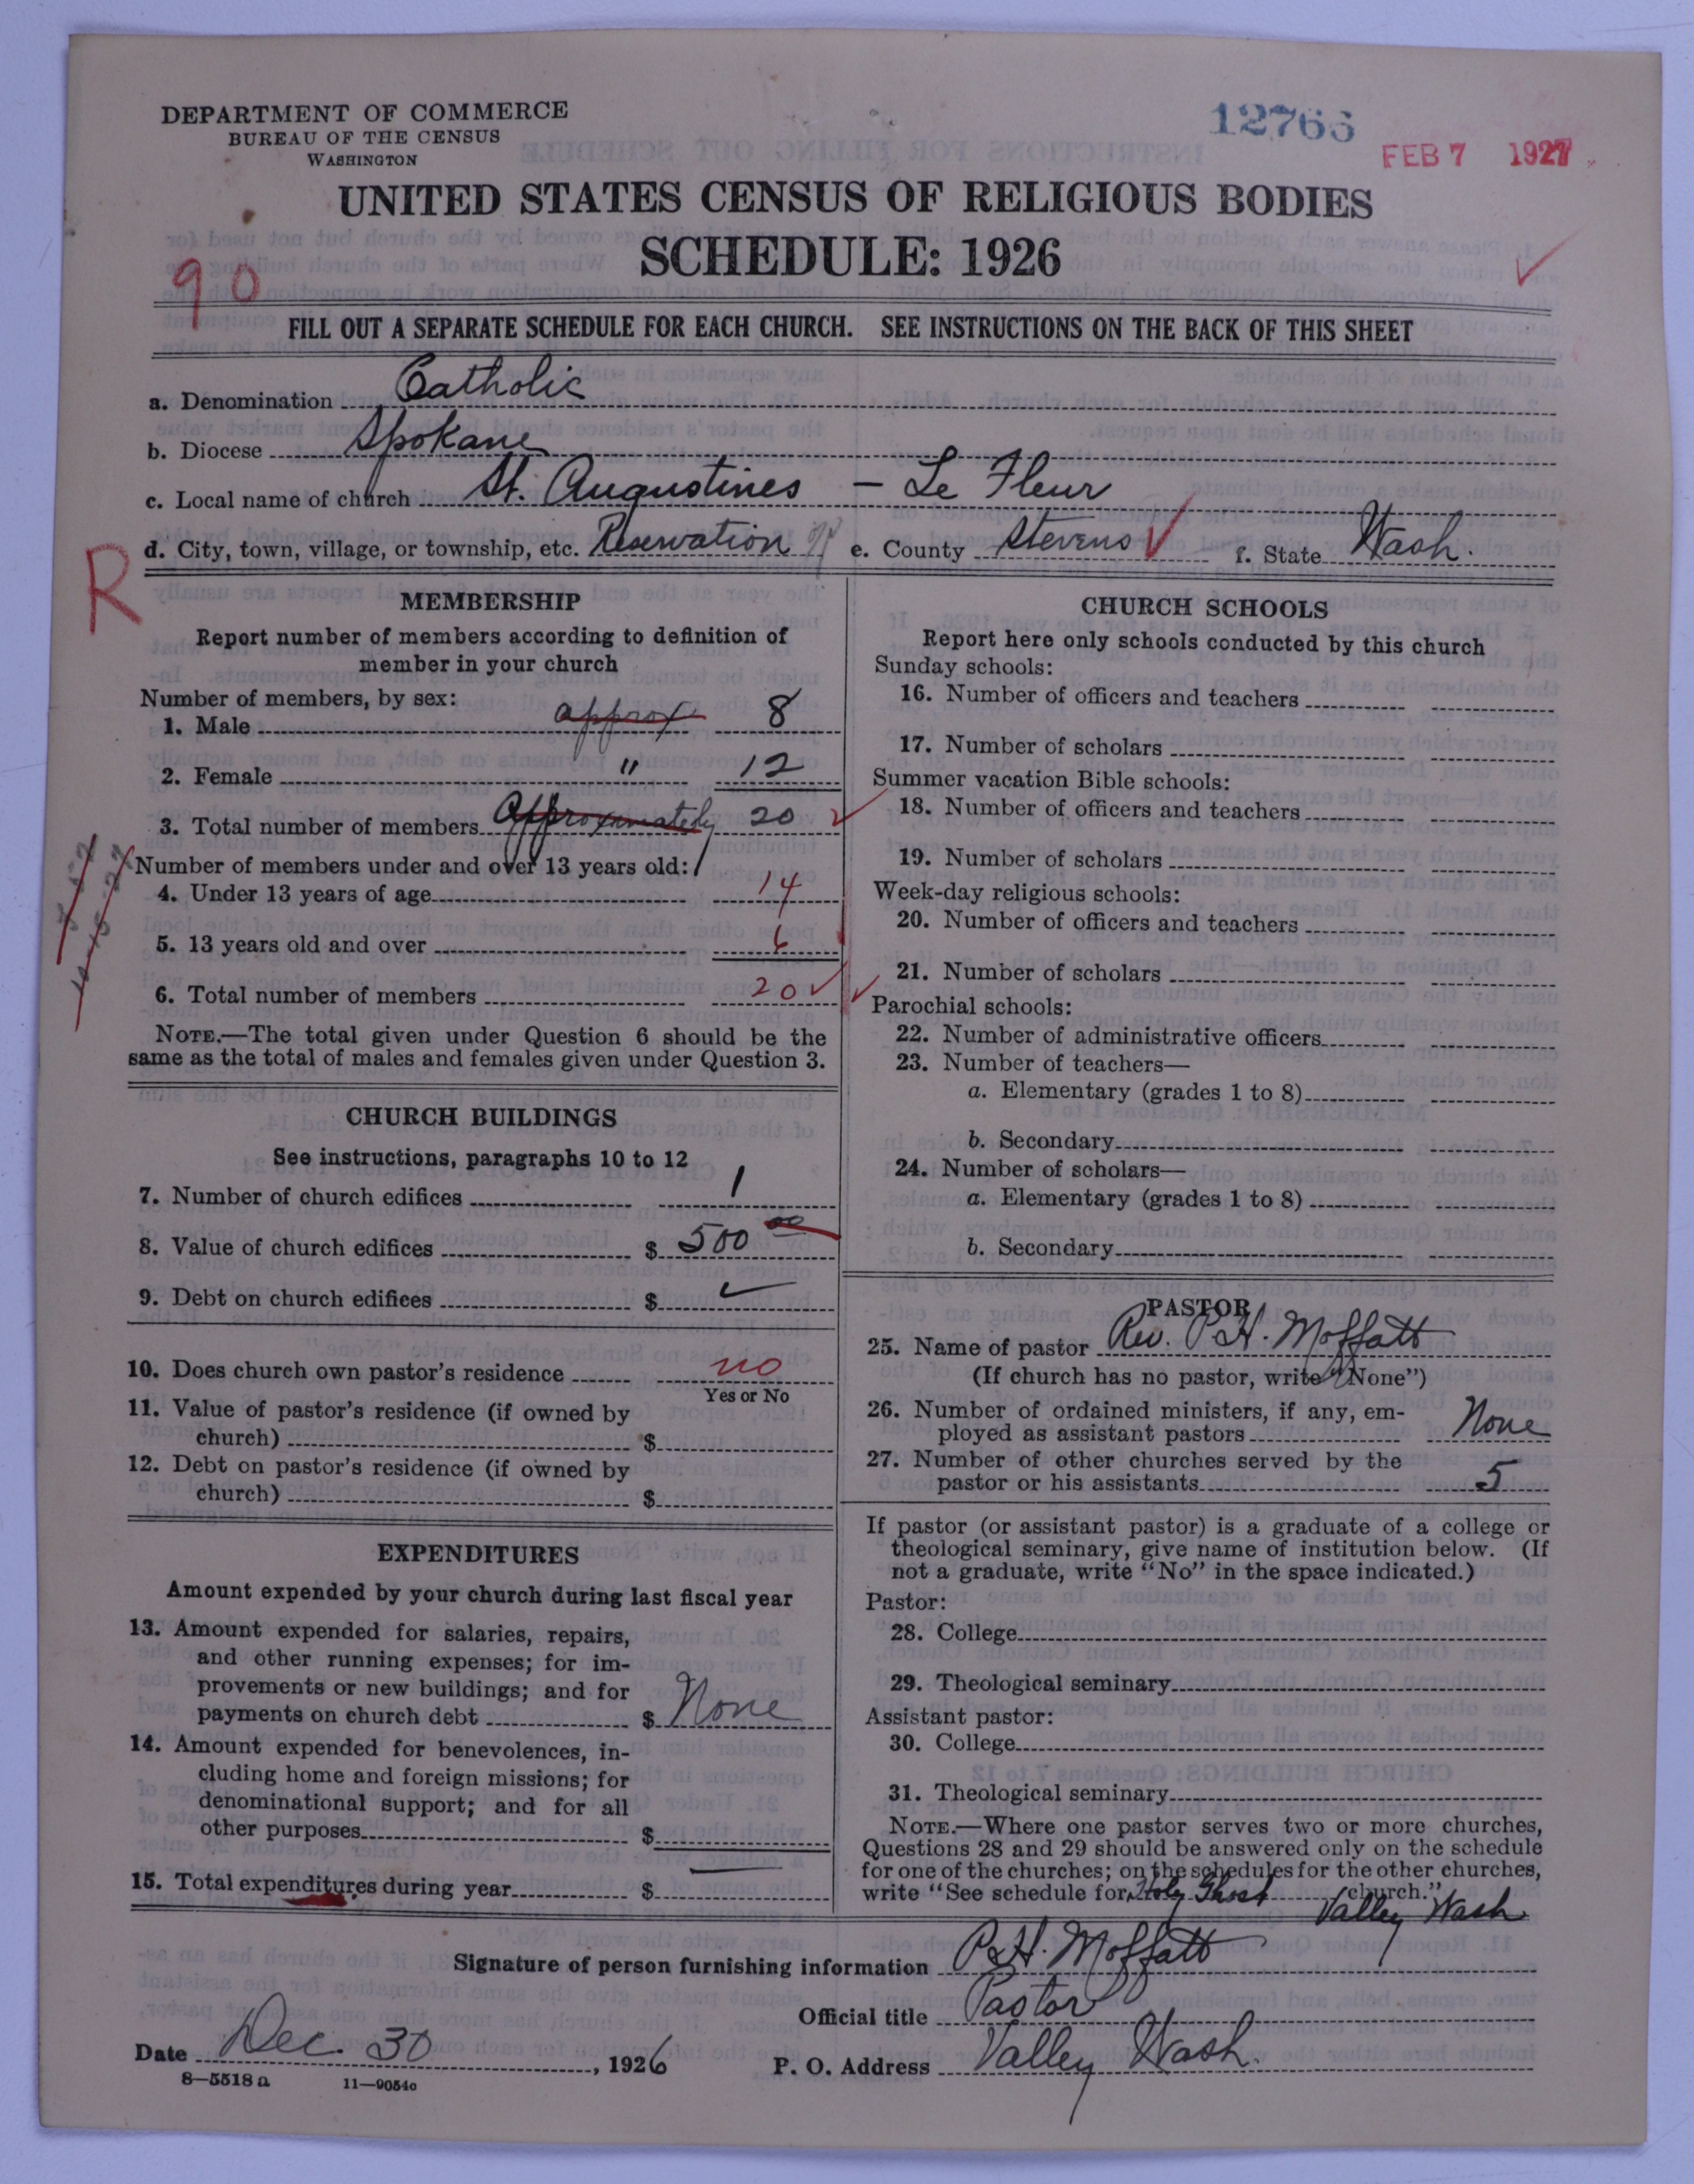 DEPARTMENT OF COMMERCE
BUREAU OF THE CENSUS
WASHINGTON
12766
FEB 7 1927
UNITED STATES CENSUS OF RELIGIOUS BODIES
SCHEDULE: 1926
90
FILL OUT A SEPARATE SCHEDULE FOR EACH CHURCH. SEE INSTRUCTIONS ON THE BACK OF THIS SHEET
a. Denomination Catholic
b. Diocese Spokane
c. Local name of church St. Augustines – Le Fleur
d. City, town, village, or township, etc. Reservation e. County Stevens f. State Wash.
R
MEMBERSHIP
Report number of members according to definition of
member in your church
Number of members, by sex:
1. Male approx 8
2. Female " 12
3. Total number of members Approximately 20
Number of members under and over 13 years old:
4. Under 13 years of age 14
5. 13 years old and over 6
6. Total number of members 20
NOTE.—The total given under Question 6 should be the
same as the total of males and females given under Question 3.
CHURCH BUILDINGS
See instructions, paragraphs 10 to 12
7. Number of church edifices 1
8. Value of church edifices $ 500 00
9. Debt on church edifices $
10. Does church own pastor's residence no
Yes or No
11. Value of pastor's residence (if owned by
church) $
12. Debt on pastor's residence (if owned by
church) $
EXPENDITURES
Amount expended by your church during last fiscal year
13. Amount expended for salaries, repairs,
and other running expenses; for im-
provements or new buildings; and for
payments on church debt $ None
14. Amount expended for benevolences, in-
cluding home and foreign missions; for
denominational support; and for all
other purposes $
15. Total expenditures during year $
CHURCH SCHOOLS
Report here only schools conducted by this church
Sunday schools:
16. Number of officers and teachers
17. Number of scholars
Summer vacation Bible schools:
18. Number of officers and teachers
19. Number of scholars
Week-day religious schools:
20. Number of officers and teachers
21. Number of scholars
Parochial schools:
22. Number of administrative officers
23. Number of teachers—
a. Elementary (grades 1 to 8)
b. Secondary
24. Number of scholars—
a. Elementary (grades 1 to 8)
b. Secondary
PASTOR
25. Name of pastor Rev. P. H. Moffatt
(If church has no pastor, write "None")
26. Number of ordained ministers, if any, em-
ployed as assistant pastors None
27. Number of other churches served by the
pastor or his assistants 5
If pastor (or assistant pastor) is a graduate of a college or
theological seminary, give name of institution below. (If
not a graduate, write "No" in the space indicated.)
Pastor:
28. College
29. Theological seminary
Assistant pastor:
30. College
31. Theological seminary
NOTE.—Where one pastor serves two or more churches,
Questions 28 and 29 should be answered only on the schedule
for one of the churches; on the schedules for the other churches,
write "See schedule for Holy Ghost church."
Valley Wash
Signature of person furnishing information P. H. Moffatt
Official title Pastor
Date Dec. 30, 1926 P. O. Address Valley Wash.
8—5518 a 11—9054c